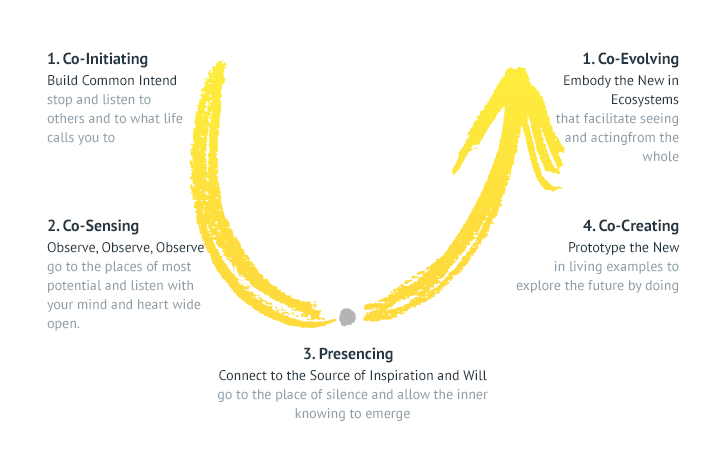 1. Co-Initiating
Build Common Intend
stop and listen to
others and to what life
calls you to
2. Co-Sensing
Observe, Observe, Observe
go to the places of most
potential and listen with
your mind and heart wide
open.
3. Presencing
Connect to the Source of Inspiration and Will
go to the place of silence and allow the inner
knowing to emerge
4. Co-Creating
Prototype the New
in living examples to
explore the future by doing
1. Co-Evolving
Embody the New in
Ecosystems
that facilitate seeing
and actingfrom the
whole